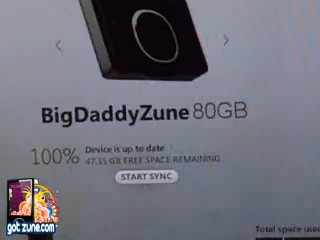 BigDaddyZune 80GB
100% Device is up to date
47.35 GB FREE SPACE REMAINING
START SYNC
Total space used
got zune.com